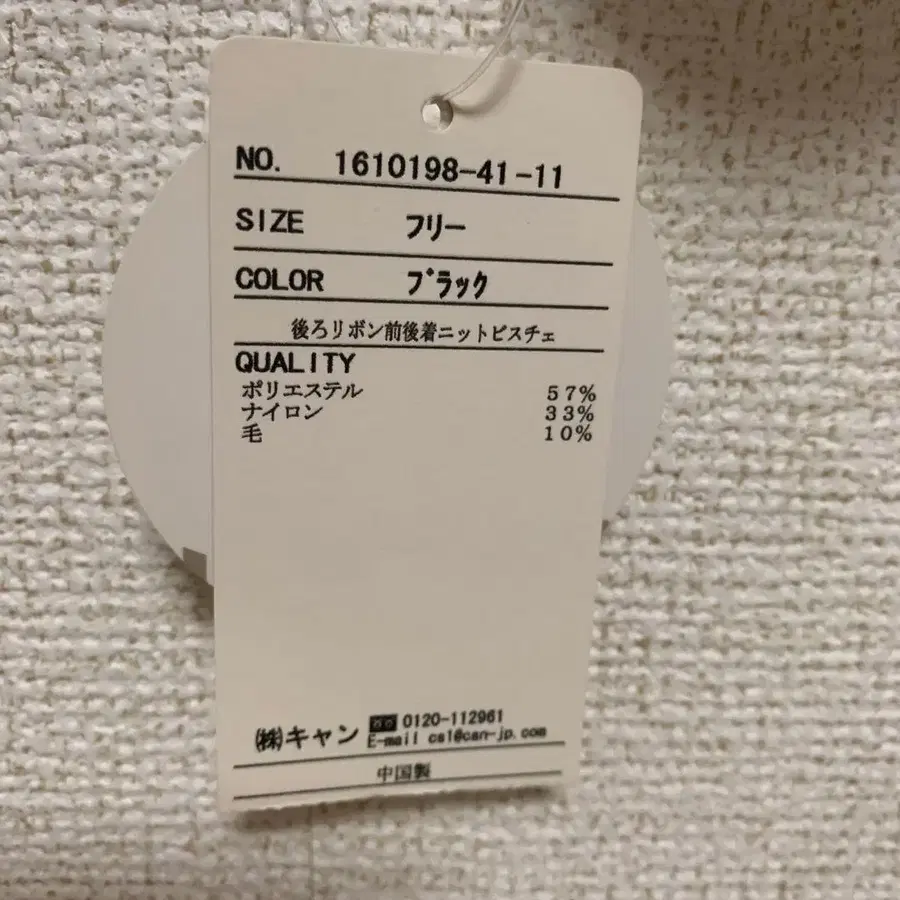 NO. 1610198-41-11
SIZE フリー
COLOR ブラック
後ろリボン前後着ニットビスチェ
QUALITY
ポリエステル 57%
ナイロン 33%
毛 10%
㈱キャン 0120-112961
E-mail cs1@can-jp.com
中国製